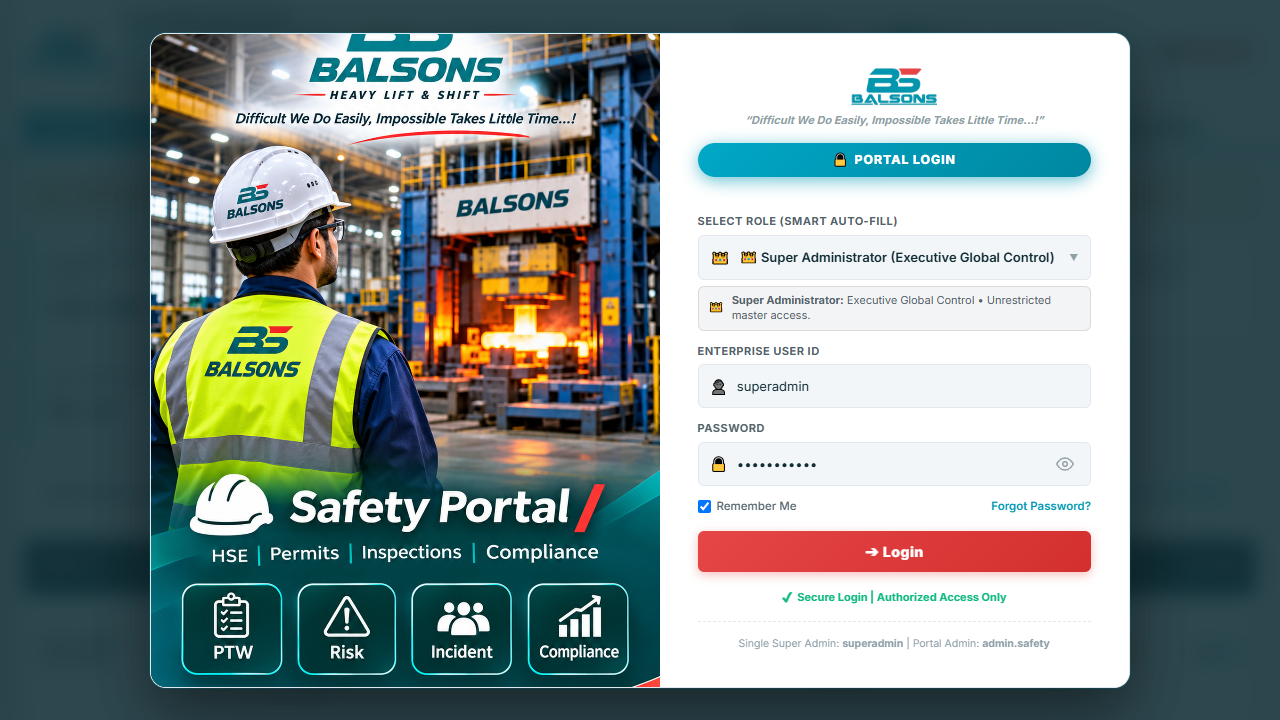 BALSONS
HEAVY LIFT & SHIFT
Difficult We Do Easily, Impossible Takes Little Time...!
BS
BALSONS
BALSONS
BS
BALSONS
Safety Portal
HSE | Permits | Inspections | Compliance
PTW
Risk
Incident
Compliance
BS
BALSONS
“Difficult We Do Easily, Impossible Takes Little Time...!”
PORTAL LOGIN
SELECT ROLE (SMART AUTO-FILL)
Super Administrator (Executive Global Control)
Super Administrator: Executive Global Control • Unrestricted
master access.
ENTERPRISE USER ID
superadmin
PASSWORD
•••••••••••
Remember Me
Forgot Password?
➔ Login
✔ Secure Login | Authorized Access Only
Single Super Admin: superadmin | Portal Admin: admin.safety